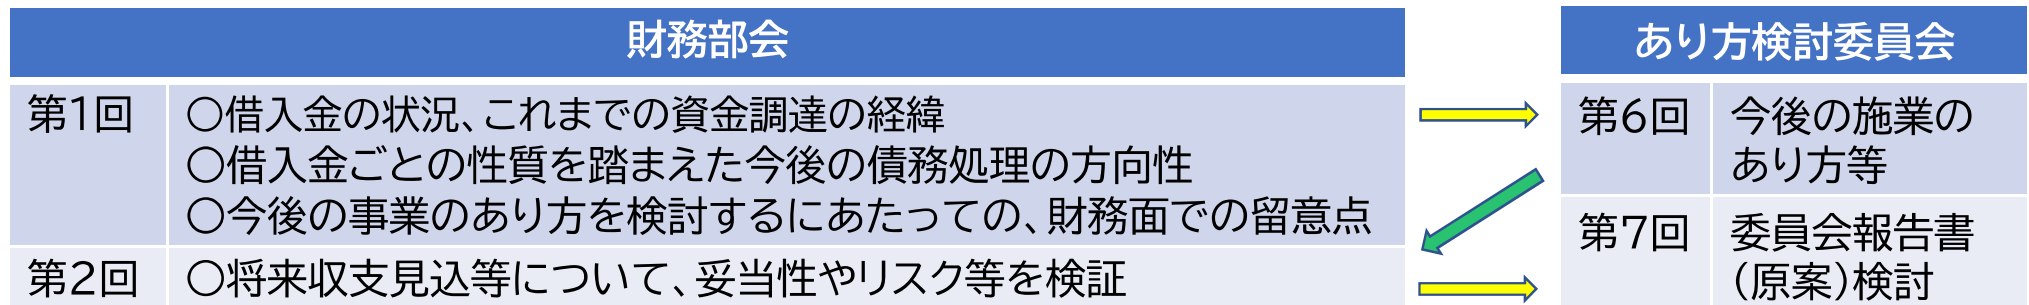 財務部会
第1回
○借入金の状況、これまでの資金調達の経緯
○借入金ごとの性質を踏まえた今後の債務処理の方向性
○今後の事業のあり方を検討するにあたっての、財務面での留意点
第2回
○将来収支見込等について、妥当性やリスク等を検証
あり方検討委員会
第6回
今後の施業の
あり方等
第7回
委員会報告書
(原案)検討